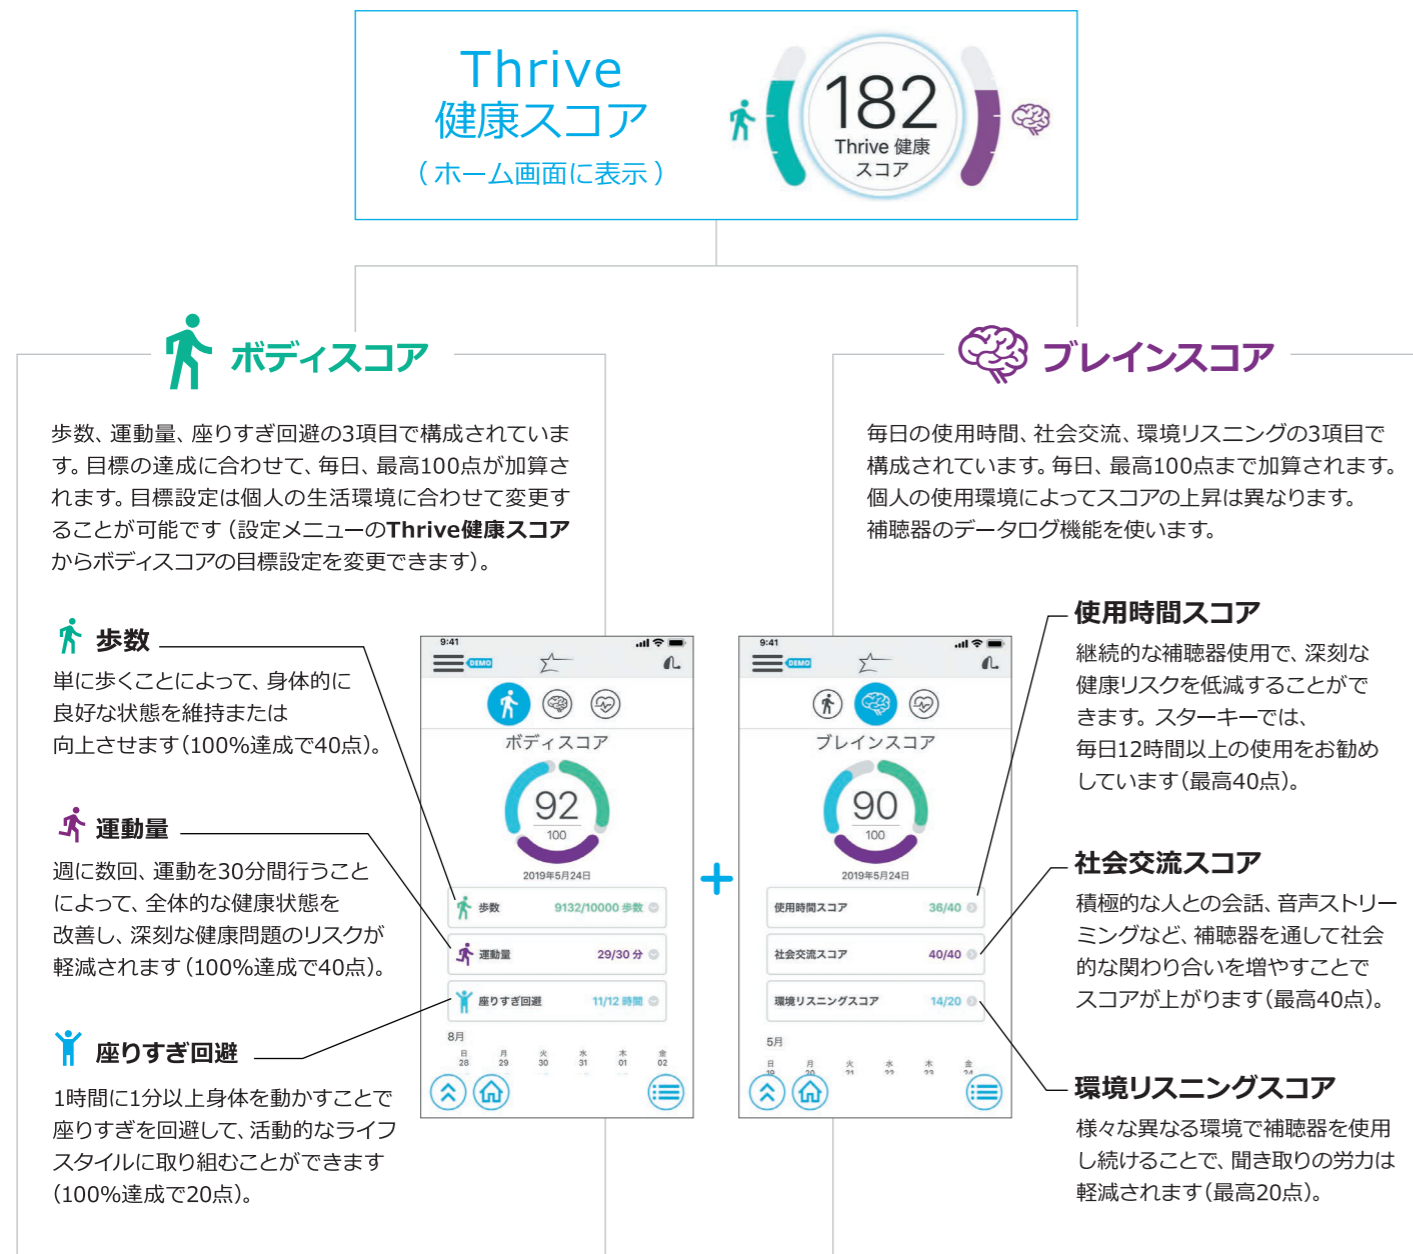 Thrive
健康スコア
（ホーム画面に表示）
182
Thrive 健康
スコア
ボディスコア
歩数、運動量、座りすぎ回避の3項目で構成されていま
す。目標の達成に合わせて、毎日、最高100点が加算さ
れます。目標設定は個人の生活環境に合わせて変更す
ることが可能です（設定メニューのThrive健康スコア
からボディスコアの目標設定を変更できます）。
歩数
単に歩くことによって、身体的に
良好な状態を維持または
向上させます（100%達成で40点）。
運動量
週に数回、運動を30分間行うこと
によって、全体的な健康状態を
改善し、深刻な健康問題のリスクが
軽減されます（100%達成で40点）。
座りすぎ回避
1時間に1分以上身体を動かすことで
座りすぎを回避して、活動的なライフ
スタイルに取り組むことができます
（100%達成で20点）。
9:41
DEMO
ボディスコア
92
100
2019年5月24日
歩数 9132/10000 歩数
運動量 29/30 分
座りすぎ回避 11/12 時間
8月
日 月 火 水 木 金
28 29 30 31 01 02
+
9:41
DEMO
ブレインスコア
90
100
2019年5月24日
使用時間スコア 36/40
社会交流スコア 40/40
環境リスニングスコア 14/20
5月
日 月 火 水 木 金
19 20 21 22 23 24
ブレインスコア
毎日の使用時間、社会交流、環境リスニングの3項目で
構成されています。毎日、最高100点まで加算されます。
個人の使用環境によってスコアの上昇は異なります。
補聴器のデータログ機能を使います。
使用時間スコア
継続的な補聴器使用で、深刻な
健康リスクを低減することがで
きます。スターキーでは、
毎日12時間以上の使用をお勧め
しています（最高40点）。
社会交流スコア
積極的な人との会話、音声ストリー
ミングなど、補聴器を通して社会
的な関わり合いを増やすことで
スコアが上がります（最高40点）。
環境リスニングスコア
様々な異なる環境で補聴器を使用
し続けることで、聞き取りの労力は
軽減されます（最高20点）。